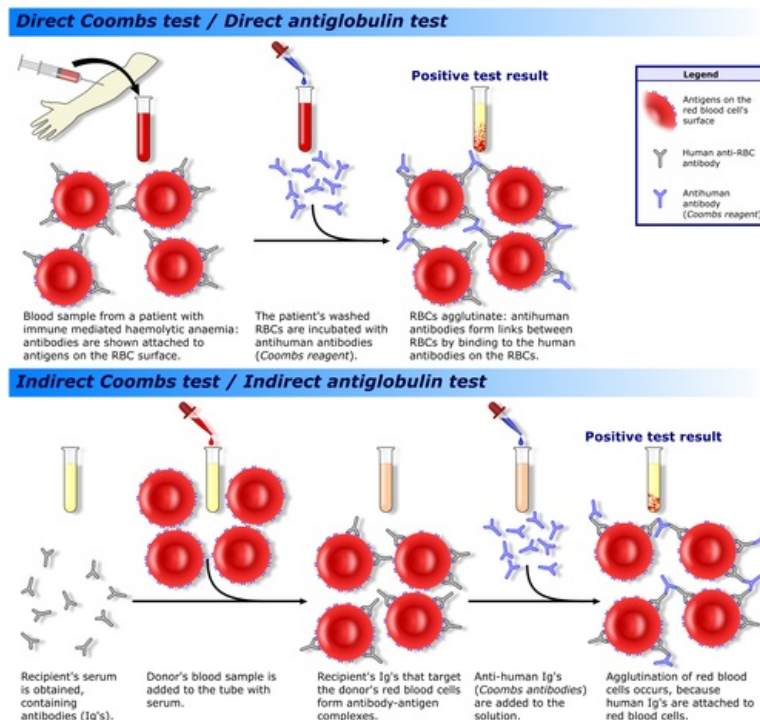 Direct Coombs test / Direct antiglobulin test
Positive test result
Legend
Antigens on the
red blood cell's
surface
Human anti-RBC
antibody
Antihuman
antibody
(Coombs reagent)
Blood sample from a patient with
immune mediated haemolytic anaemia:
antibodies are shown attached to
antigens on the RBC surface.
The patient's washed
RBCs are incubated with
antihuman antibodies
(Coombs reagent).
RBCs agglutinate: antihuman
antibodies form links between
RBCs by binding to the human
antibodies on the RBCs.
Indirect Coombs test / Indirect antiglobulin test
Positive test result
Recipient's serum
is obtained,
containing
antibodies (Ig's).
Donor's blood sample is
added to the tube with
serum.
Recipient's Ig's that target
the donor's red blood cells
form antibody-antigen
complexes.
Anti-human Ig's
(Coombs antibodies)
are added to the
solution.
Agglutination of red blood
cells occurs, because
human Ig's are attached to
red blood cells.